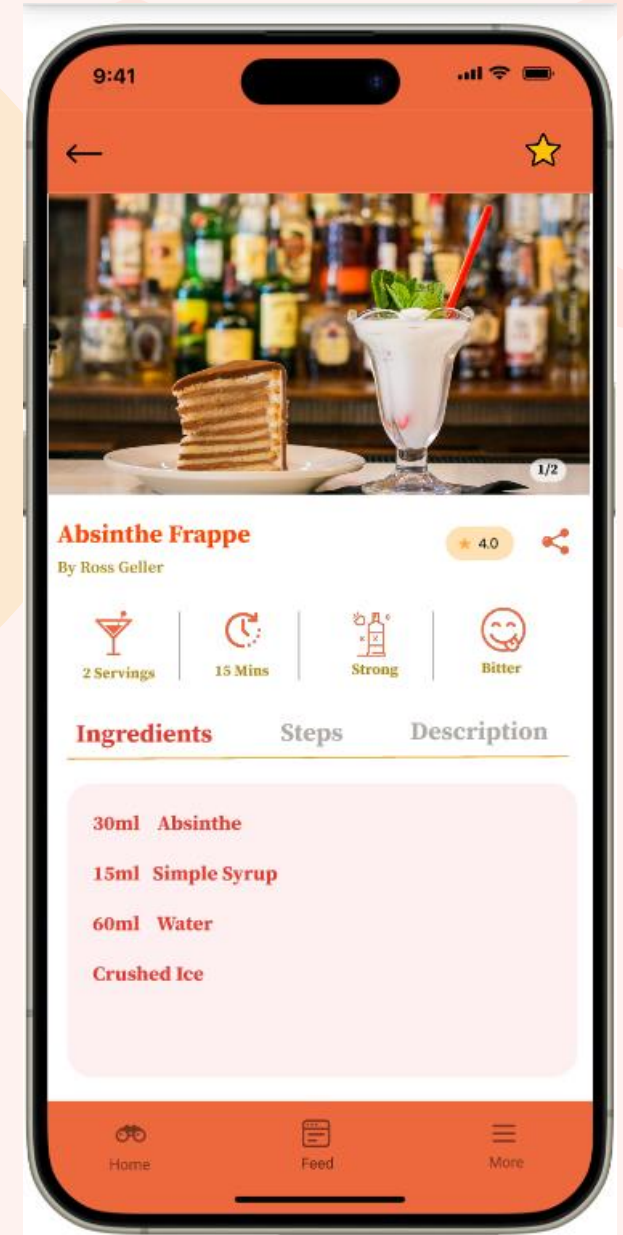 9:41
1/2
Absinthe Frappe
4.0
By Ross Geller
2 Servings
15 Mins
Strong
Bitter
Ingredients
Steps
Description
30ml Absinthe
15ml Simple Syrup
60ml Water
Crushed Ice
Home
Feed
More